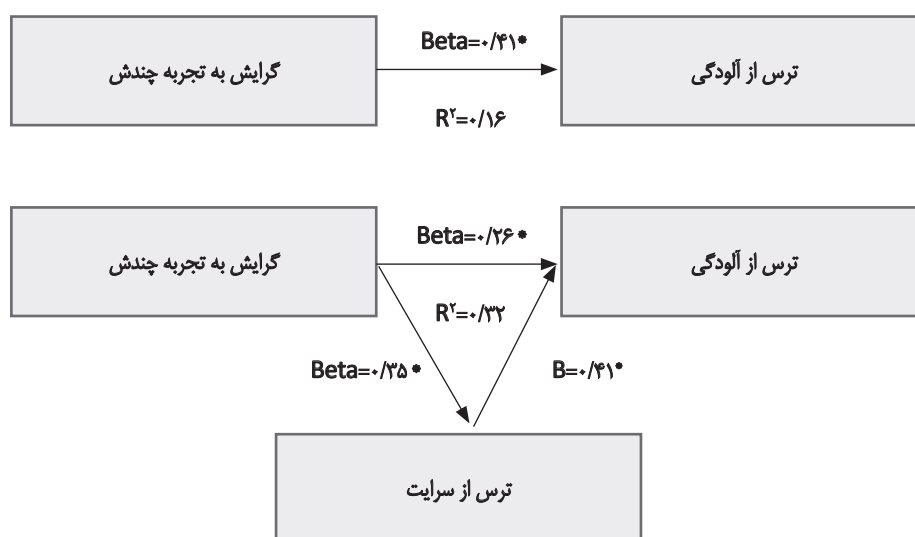 Beta=۰/۴۱*
گرایش به تجربه چندش
ترس از آلودگی
R۲=۰/۱۶
Beta=۰/۲۶*
گرایش به تجربه چندش
ترس از آلودگی
R۲=۰/۳۲
Beta=۰/۳۵*
B=۰/۴۱*
ترس از سرایت